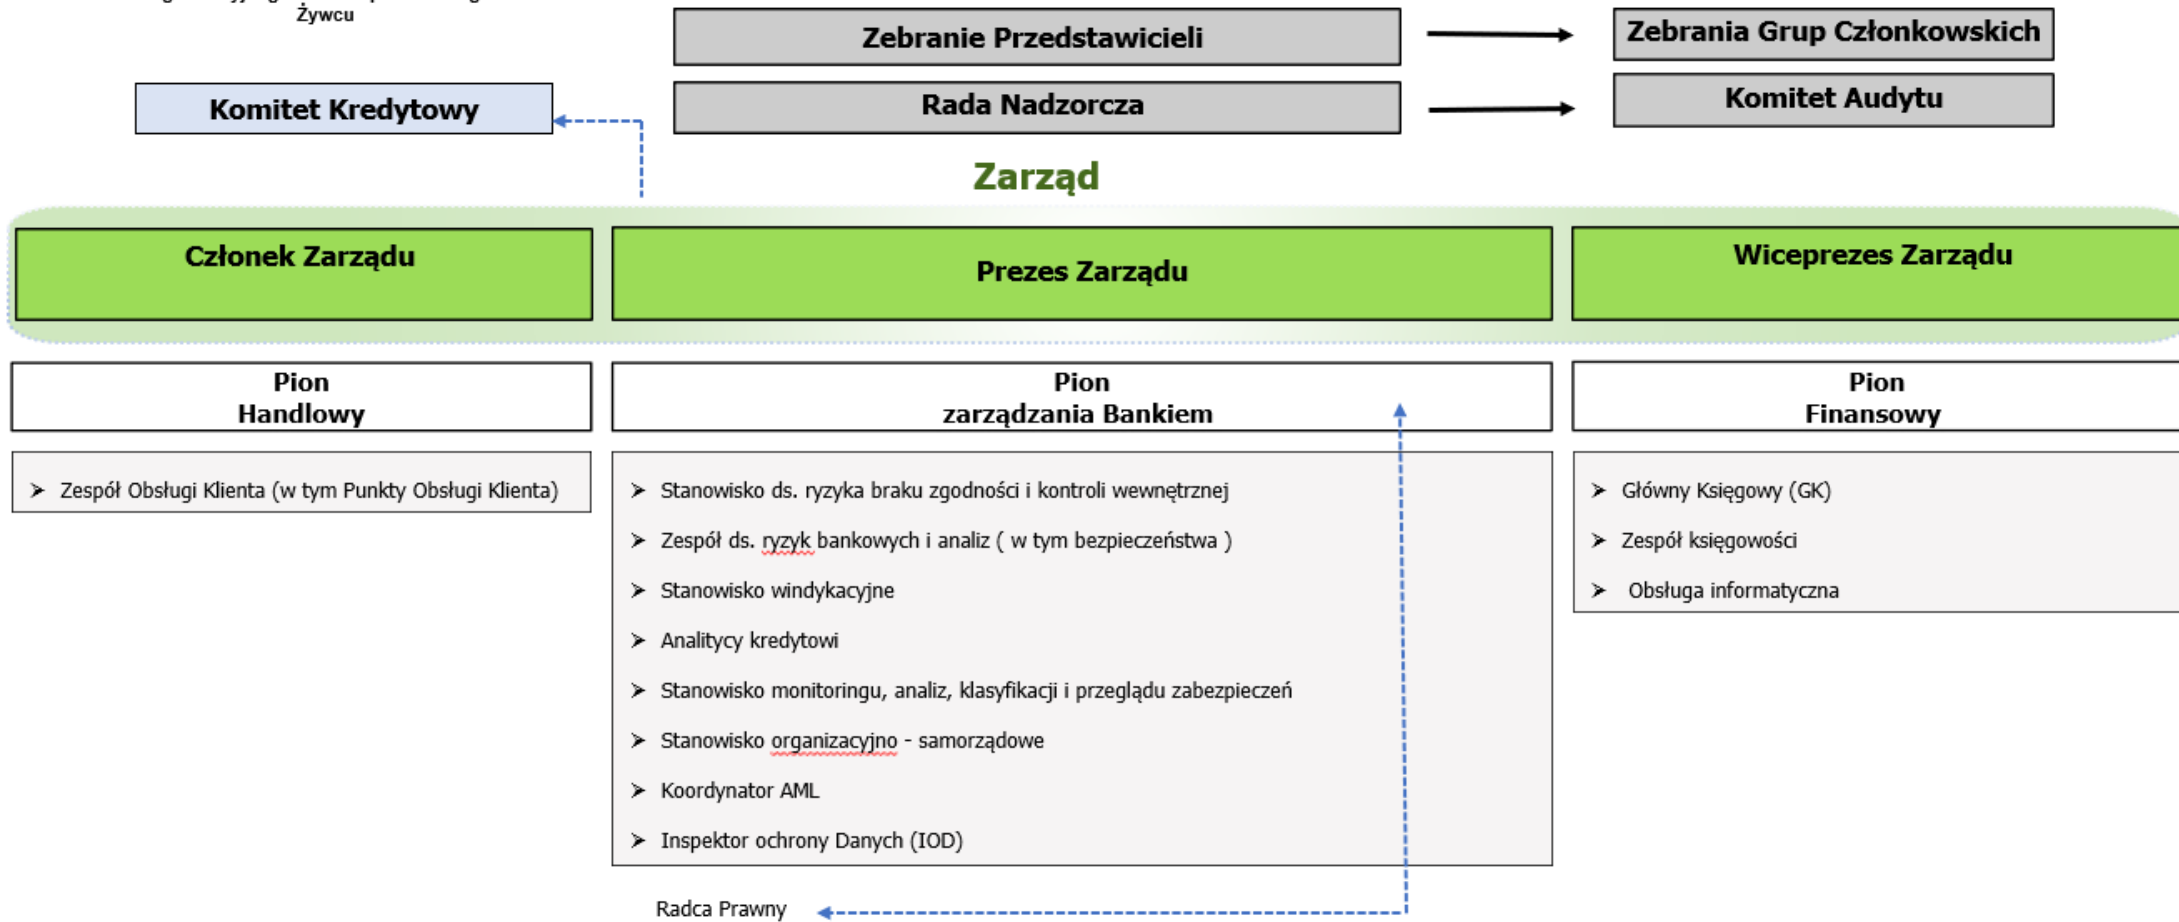 Żywcu
Zebranie Przedstawicieli
Zebrania Grup Członkowskich
Komitet Kredytowy
Rada Nadzorcza
Komitet Audytu
Zarząd
Członek Zarządu
Prezes Zarządu
Wiceprezes Zarządu
Pion
Handlowy
Pion
zarządzania Bankiem
Pion
Finansowy
➤ Zespół Obsługi Klienta (w tym Punkty Obsługi Klienta)
➤ Stanowisko ds. ryzyka braku zgodności i kontroli wewnętrznej
➤ Zespół ds. ryzyk bankowych i analiz ( w tym bezpieczeństwa )
➤ Stanowisko windykacyjne
➤ Analitycy kredytowi
➤ Stanowisko monitoringu, analiz, klasyfikacji i przeglądu zabezpieczeń
➤ Stanowisko organizacyjno - samorządowe
➤ Koordynator AML
➤ Inspektor ochrony Danych (IOD)
➤ Główny Księgowy (GK)
➤ Zespół księgowości
➤ Obsługa informatyczna
Radca Prawny